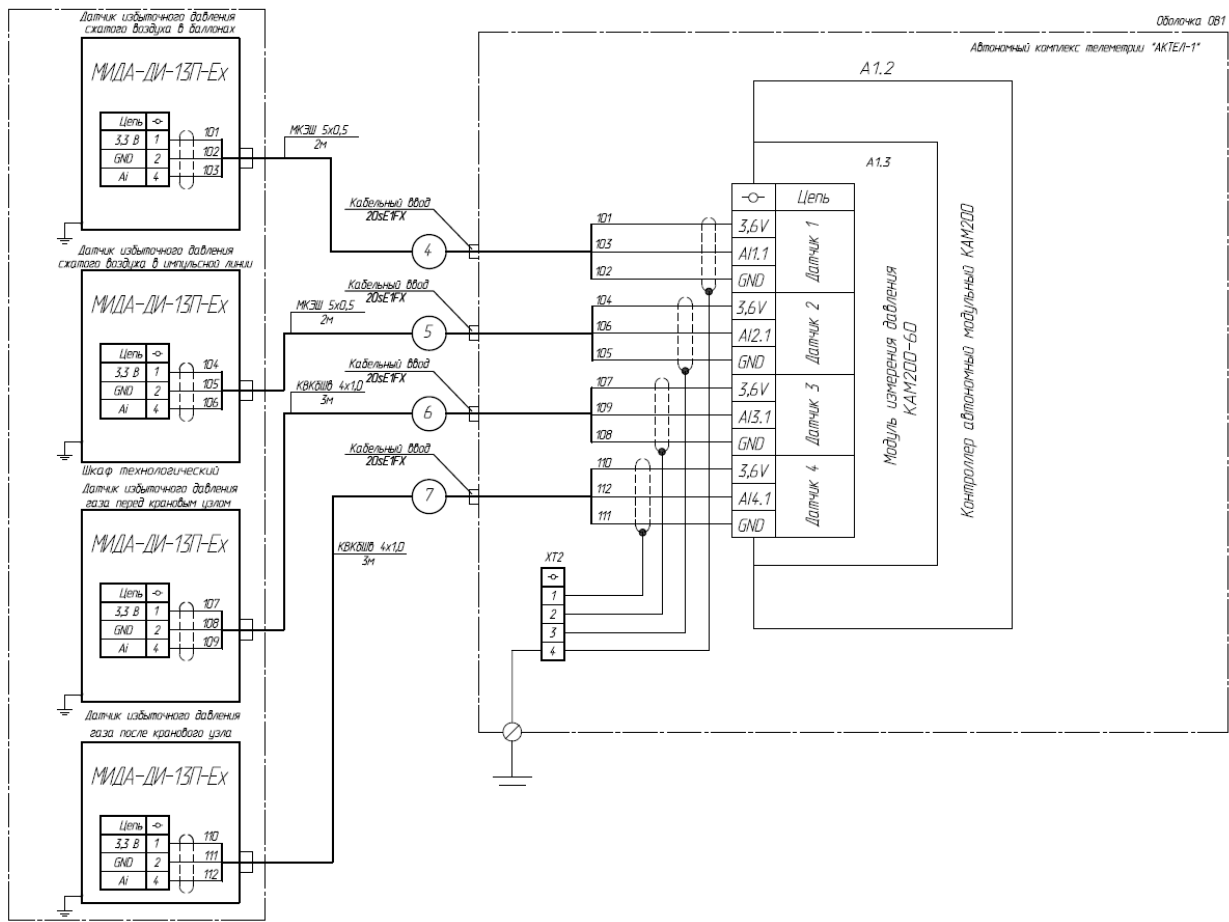 Датчик избыточного давления
сжатого воздуха в баллонах
МИДА-ДИ-13П-Ех
Цепь
3,3 В 1 101
GND 2 102
Ai 4 103
МКЭШ 5х0,5
2м
Датчик избыточного давления
сжатого воздуха в импульсной линии
МИДА-ДИ-13П-Ех
Цепь
3,3 В 1 104
GND 2 105
Ai 4 106
МКЭШ 5х0,5
2м
Шкаф технологический
Датчик избыточного давления
газа перед крановым узлом
МИДА-ДИ-13П-Ех
Цепь
3,3 В 1 107
GND 2 108
Ai 4 109
КВКбШв 4х1,0
3м
Датчик избыточного давления
газа после кранового узла
МИДА-ДИ-13П-Ех
Цепь
3,3 В 1 110
GND 2 111
Ai 4 112
КВКбШв 4х1,0
3м
Кабельный ввод
20sE1FX
4
Кабельный ввод
20sE1FX
5
Кабельный ввод
20sE1FX
6
Кабельный ввод
20sE1FX
7
Оболочка ОВ1
Автономный комплекс телеметрии "АКТЕЛ-1"
А1.2
А1.3
Цепь
101 3,6V
103 AI1.1
102 GND
Датчик 1
104 3,6V
106 AI2.1
105 GND
Датчик 2
107 3,6V
109 AI3.1
108 GND
Датчик 3
110 3,6V
112 AI4.1
111 GND
Датчик 4
Модуль измерения давления
КАМ200-60
Контроллер автономный модульный КАМ200
ХТ2
1
2
3
4